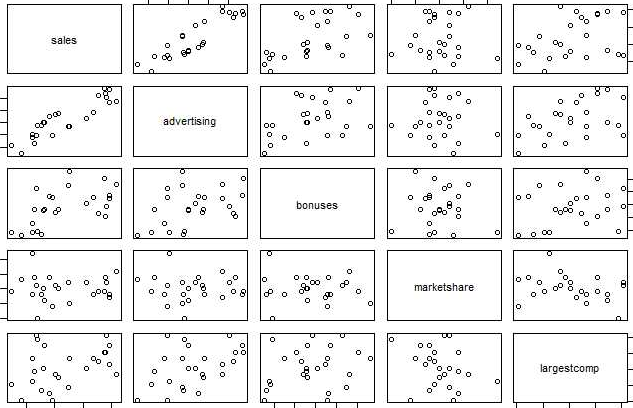 sales
advertising
bonuses
marketshare
largestcomp